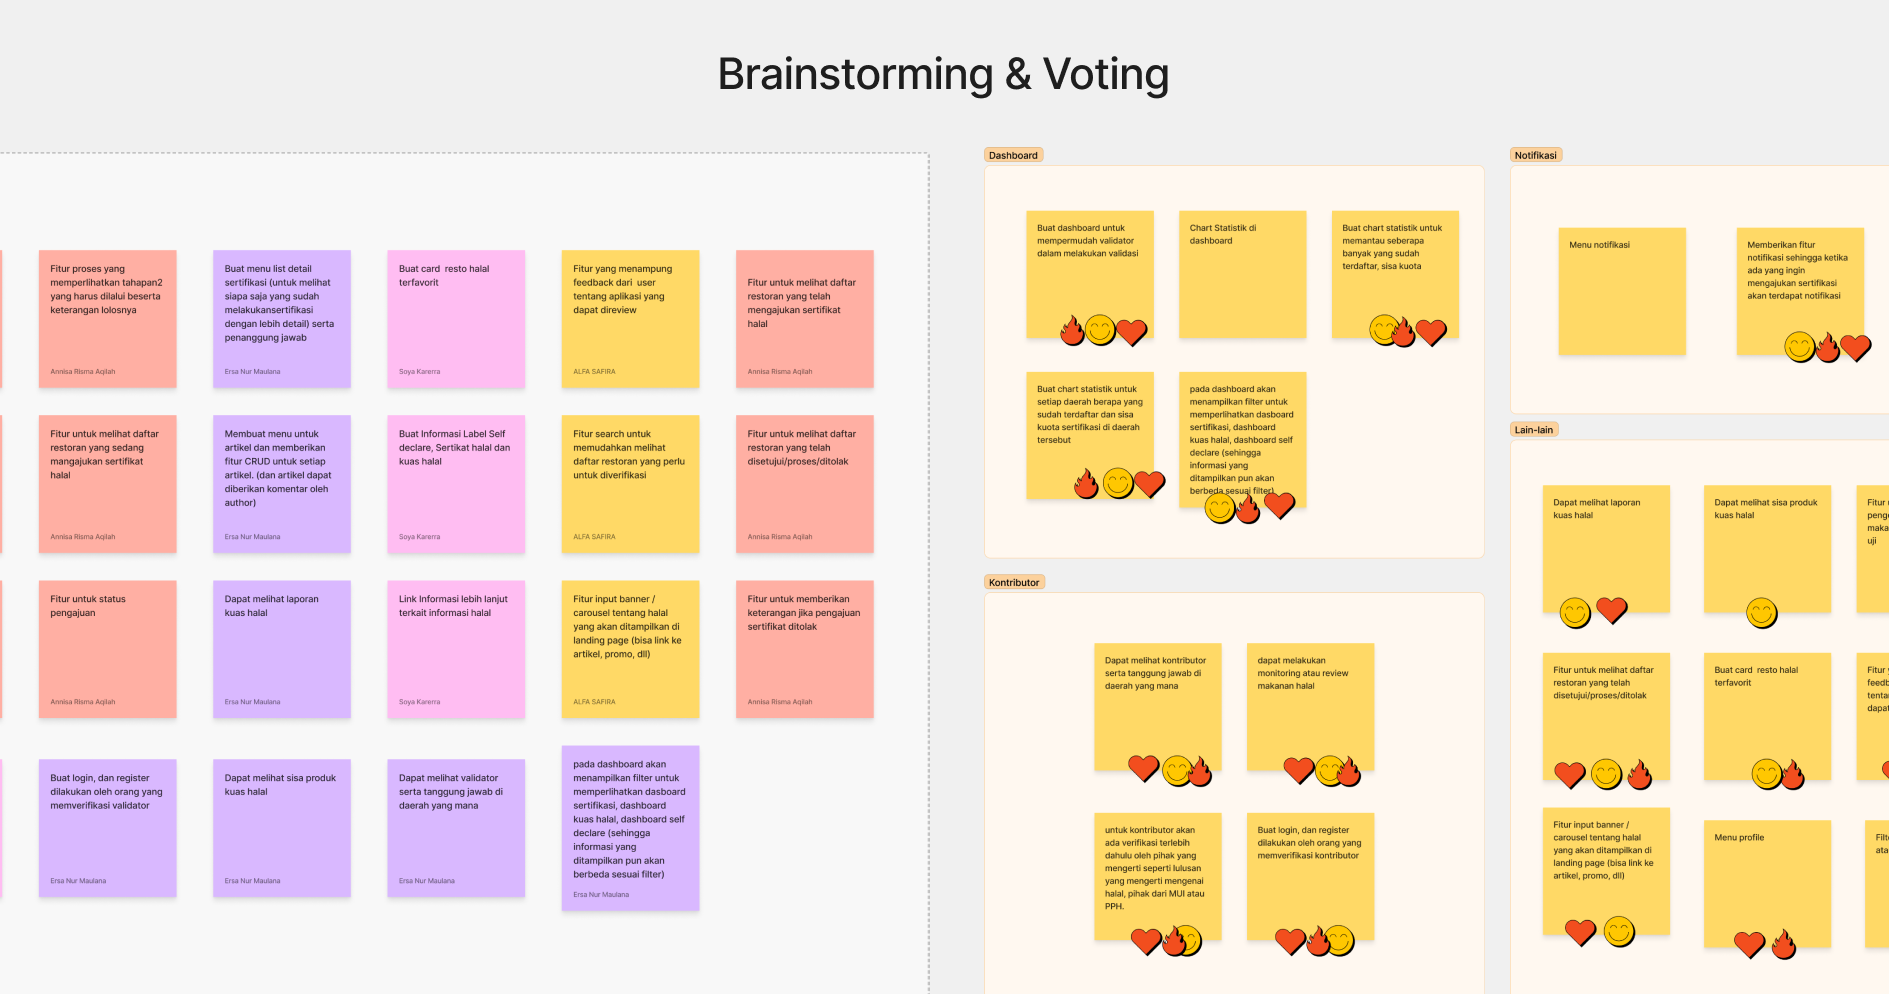 Brainstorming & Voting
Fitur proses yang
memperlihatkan tahapan2
yang harus dilalui beserta
keterangan lolosnya
Annisa Risma Aqilah
Buat menu list detail
sertifikasi (untuk melihat
siapa saja yang sudah
melakukansertifikasi
dengan lebih detail) serta
penanggung jawab
Ersa Nur Maulana
Buat card  resto halal
terfavorit
Soya Karerra
Fitur yang menampung
feedback dari  user
tentang aplikasi yang
dapat direview
ALFA SAFIRA
Fitur untuk melihat daftar
restoran yang telah
mengajukan sertifikat
halal
Annisa Risma Aqilah
Fitur untuk melihat daftar
restoran yang sedang
mangajukan sertifikat
halal
Annisa Risma Aqilah
Membuat menu untuk
artikel dan memberikan
fitur CRUD untuk setiap
artikel. (dan artikel dapat
diberikan komentar oleh
author)
Ersa Nur Maulana
Buat Informasi Label Self
declare, Sertikat halal dan
kuas halal
Soya Karerra
Fitur search untuk
memudahkan melihat
daftar restoran yang perlu
untuk diverifikasi
ALFA SAFIRA
Fitur untuk melihat daftar
restoran yang telah
disetujui/proses/ditolak
Annisa Risma Aqilah
Fitur untuk status
pengajuan
Annisa Risma Aqilah
Dapat melihat laporan
kuas halal
Ersa Nur Maulana
Link Informasi lebih lanjut
terkait informasi halal
Soya Karerra
Fitur input banner /
carousel tentang halal
yang akan ditampilkan di
landing page (bisa link ke
artikel, promo, dll)
ALFA SAFIRA
Fitur untuk memberikan
keterangan jika pengajuan
sertifikat ditolak
Annisa Risma Aqilah
Buat login, dan register
dilakukan oleh orang yang
memverifikasi validator
Ersa Nur Maulana
Dapat melihat sisa produk
kuas halal
Ersa Nur Maulana
Dapat melihat validator
serta tanggung jawab di
daerah yang mana
Ersa Nur Maulana
pada dashboard akan
menampilkan filter untuk
memperlihatkan dasboard
sertifikasi, dashboard
kuas halal, dashboard self
declare (sehingga
informasi yang
ditampilkan pun akan
berbeda sesuai filter)
Ersa Nur Maulana
Dashboard
Buat dashboard untuk
mempermudah validator
dalam melakukan validasi
Chart Statistik di
dashboard
Buat chart statistik untuk
memantau seberapa
banyak yang sudah
terdaftar, sisa kuota
Buat chart statistik untuk
setiap daerah berapa yang
sudah terdaftar dan sisa
kuota sertifikasi di daerah
tersebut
pada dashboard akan
menampilkan filter untuk
memperlihatkan dasboard
sertifikasi, dashboard
kuas halal, dashboard self
declare (sehingga
informasi yang
ditampilkan pun akan
berbeda sesuai filter)
Kontributor
Dapat melihat kontributor
serta tanggung jawab di
daerah yang mana
dapat melakukan
monitoring atau review
makanan halal
untuk kontributor akan
ada verifikasi terlebih
dahulu oleh pihak yang
mengerti seperti lulusan
yang mengerti mengenai
halal, pihak dari MUI atau
PPH.
Buat login, dan register
dilakukan oleh orang yang
memverifikasi kontributor
Notifikasi
Menu notifikasi
Memberikan fitur
notifikasi sehingga ketika
ada yang ingin
mengajukan sertifikasi
akan terdapat notifikasi
Lain-lain
Dapat melihat laporan
kuas halal
Dapat melihat sisa produk
kuas halal
Fitur
uji
Fitur untuk melihat daftar
restoran yang telah
disetujui/proses/ditolak
Buat card  resto halal
terfavorit
Fitur input banner /
carousel tentang halal
yang akan ditampilkan di
landing page (bisa link ke
artikel, promo, dll)
Menu profile